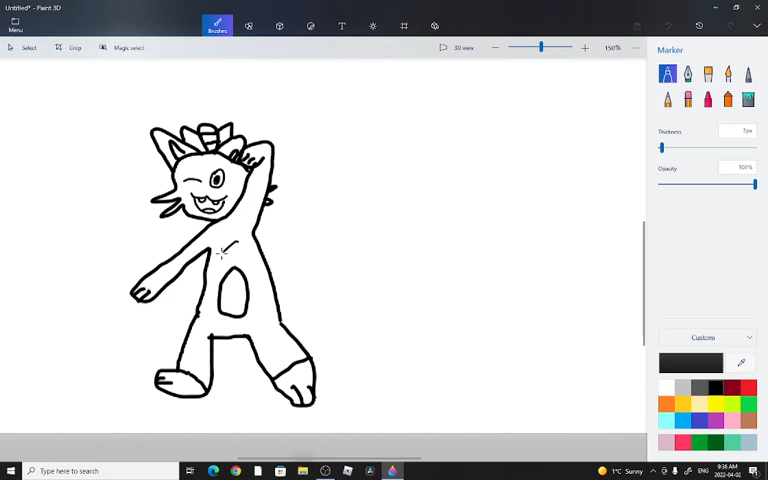 Untitled* - Paint 3D
Menu
Brushes
Select
Crop
Magic select
3D view
150%
Marker
Thickness
3px
Opacity
100%
Custom
Type here to search
1°C Sunny
ENG
9:36 AM
2022-04-02